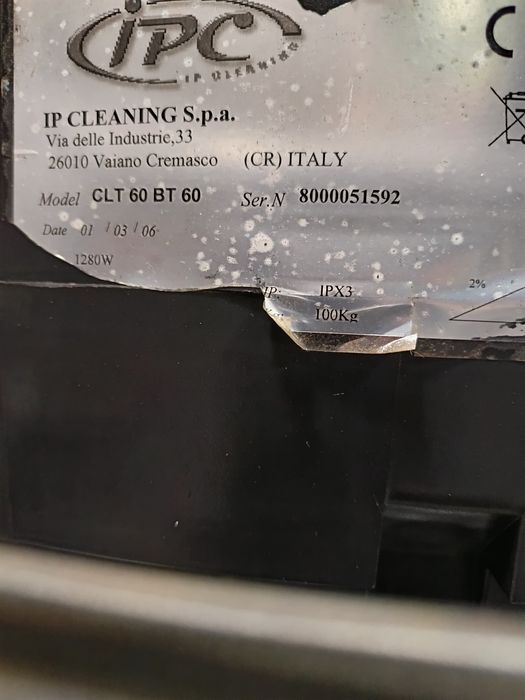 IPC
IP CLEANING
IP CLEANING S.p.a.
Via delle Industrie,33
26010 Vaiano Cremasco (CR) ITALY
Model CLT 60 BT 60 Ser.N 8000051592
Date 01 / 03 / 06
1280W
IP: IPX3
100Kg
2%